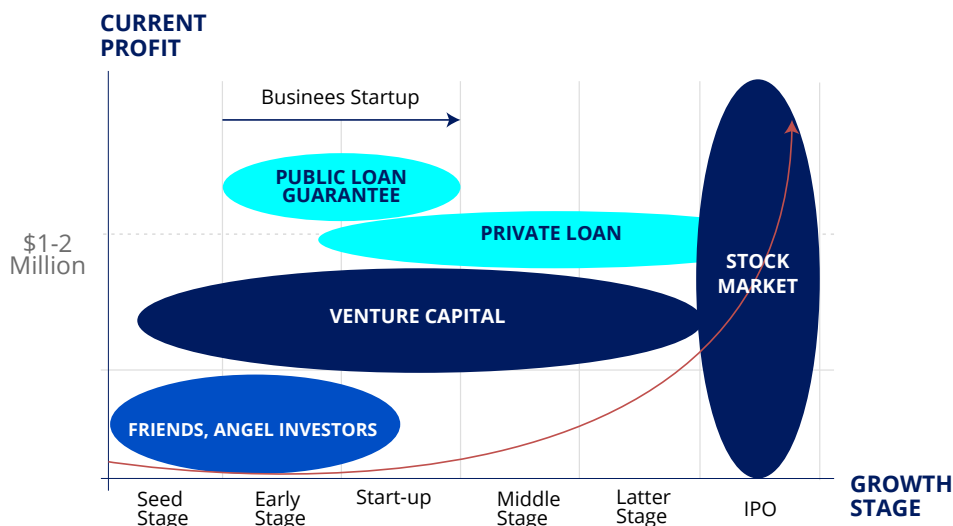 CURRENT
PROFIT
Businees Startup
PUBLIC LOAN
GUARANTEE
PRIVATE LOAN
$1-2
Million
STOCK
MARKET
VENTURE CAPITAL
FRIENDS, ANGEL INVESTORS
GROWTH
STAGE
Seed
Stage
Early
Stage
Start-up
Middle
Stage
Latter
Stage
IPO